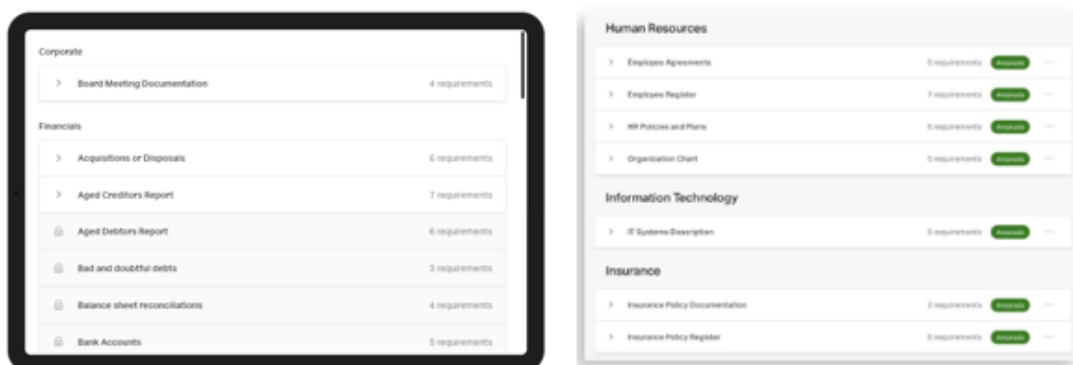 Corporate
Board Meeting Documentation 4 requirements
Financials
Acquisitions or Disposals 6 requirements
Aged Creditors Report 7 requirements
Aged Debtors Report 6 requirements
Bad and doubtful debts 3 requirements
Balance sheet reconciliations 4 requirements
Bank Accounts 5 requirements
Human Resources
Employee Agreements 5 requirements
Employee Register 7 requirements
HR Policies and Plans requirements
Organization Chart 5 requirements
Information Technology
IT Systems Description requirements
Insurance
Insurance Policy Documentation 2 requirements
Insurance Policy Register requirements